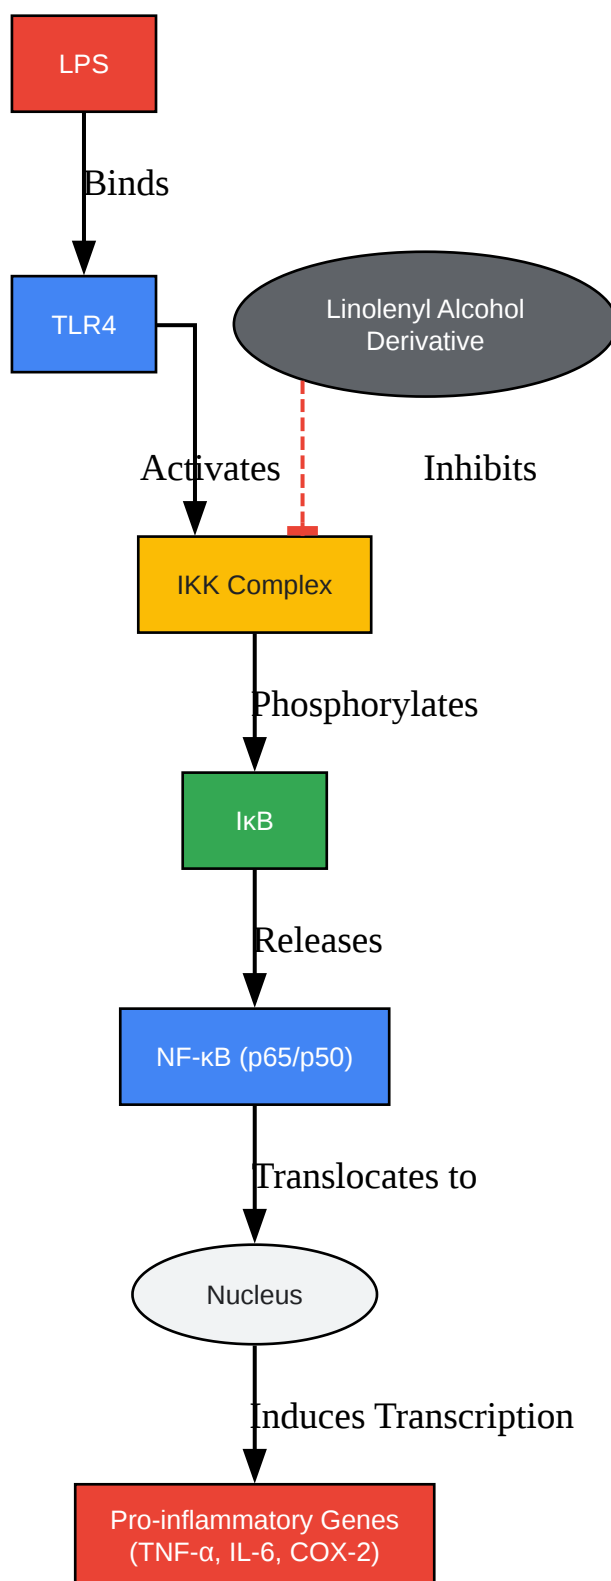 LPS
Binds
TLR4
Linolenyl Alcohol
Derivative
Activates
Inhibits
IKK Complex
Phosphorylates
IκB
Releases
NF-κB (p65/p50)
Translocates to
Nucleus
Induces Transcription
Pro-inflammatory Genes
(TNF-α, IL-6, COX-2)